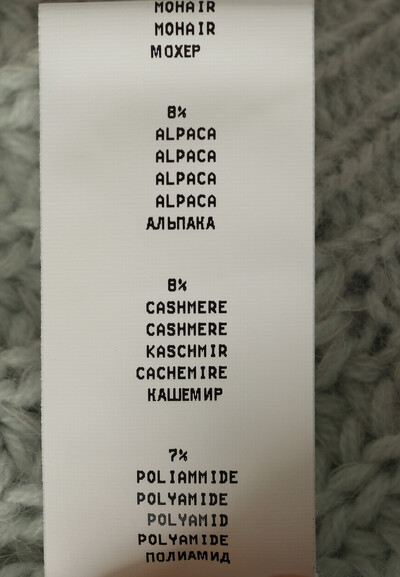 MOHAIR
MOHAIR
МОХЕР
8%
ALPACA
ALPACA
ALPACA
ALPACA
АЛЬПАКА
8%
CASHMERE
CASHMERE
KASCHMIR
CACHEMIRE
КАШЕМИР
7%
POLIAMMIDE
POLYAMIDE
POLYAMID
POLYAMIDE
ПОЛИАМИД